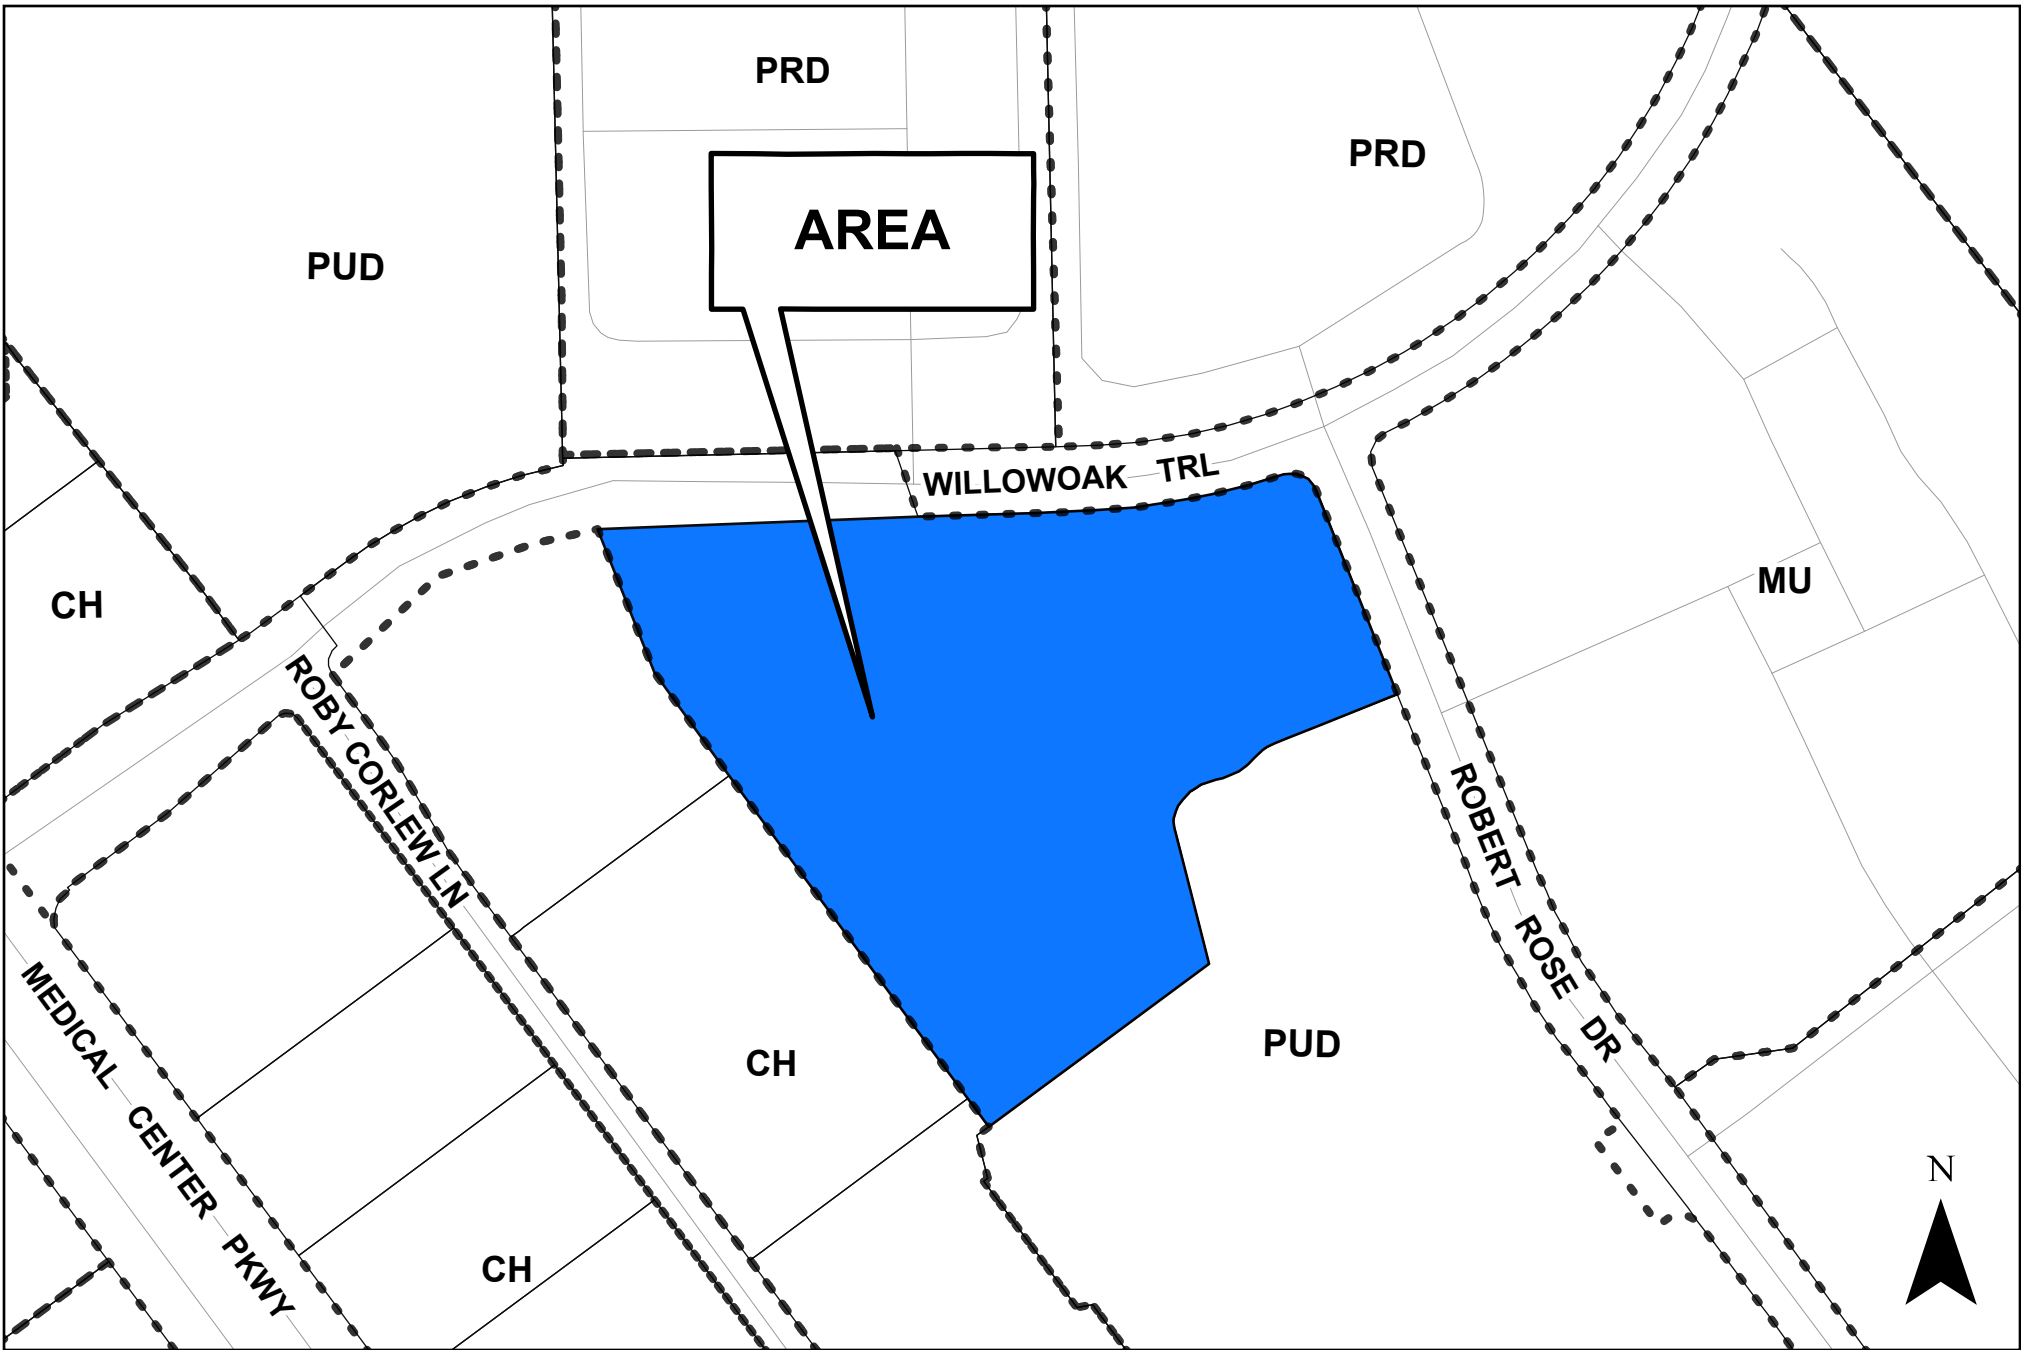 PRD
PRD
AREA
PUD
WILLOWOAK TRL
CH
MU
ROBY CORLEW LN
ROBERT ROSE DR
MEDICAL CENTER PKWY
CH
PUD
CH
N